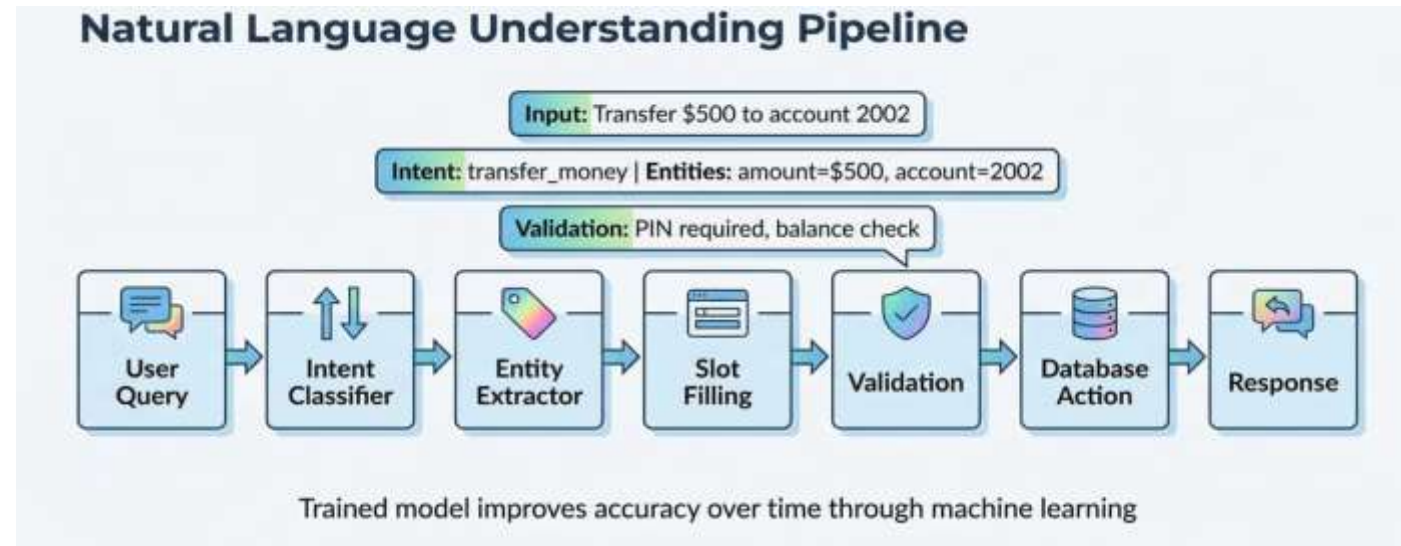 Natural Language Understanding Pipeline
Input: Transfer $500 to account 2002
Intent: transfer_money | Entities: amount=$500, account=2002
Validation: PIN required, balance check
User
Query
Intent
Classifier
Entity
Extractor
Slot
Filling
Validation
Database
Action
Response
Trained model improves accuracy over time through machine learning